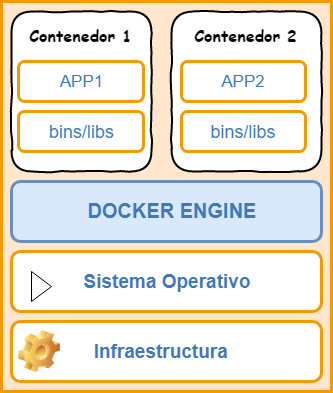 Contenedor 1
Contenedor 2
APP1
APP2
bins/libs
bins/libs
DOCKER ENGINE
Sistema Operativo
Infraestructura